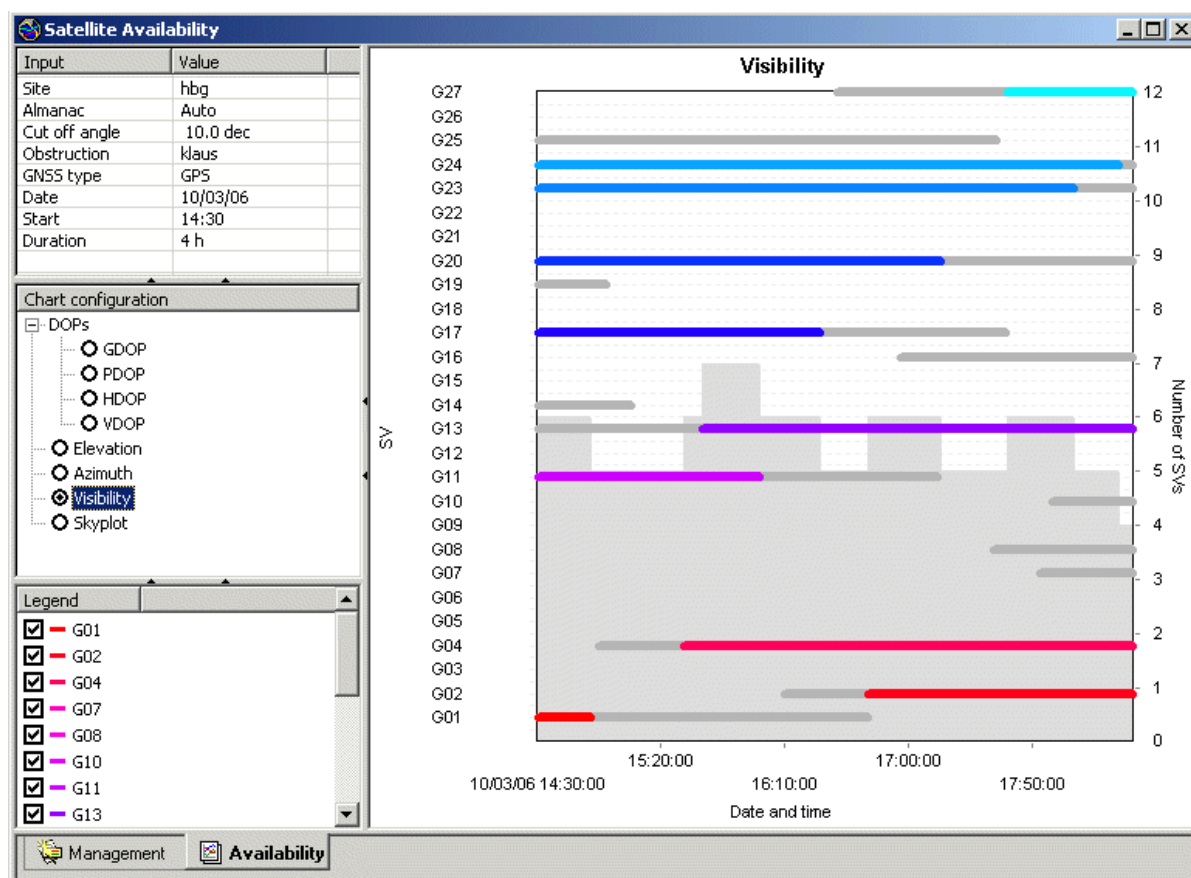 Satellite Availability
Input Value
Site hbg
Almanac Auto
Cut off angle 10.0 dec
Obstruction klaus
GNSS type GPS
Date 10/03/06
Start 14:30
Duration 4 h
Chart configuration
DOPs
GDOP
PDOP
HDOP
VDOP
Elevation
Azimuth
Visibility
Skyplot
Legend
G01
G02
G04
G07
G08
G10
G11
G13
Visibility
G27
G26
G25
G24
G23
G22
G21
G20
G19
G18
G17
G16
G15
G14
G13
G12
G11
G10
G09
G08
G07
G06
G05
G04
G03
G02
G01
SV
12
11
10
9
8
7
6
5
4
3
2
1
0
Number of SVs
15:20:00 17:00:00
10/03/06 14:30:00 16:10:00 17:50:00
Date and time
Management Availability